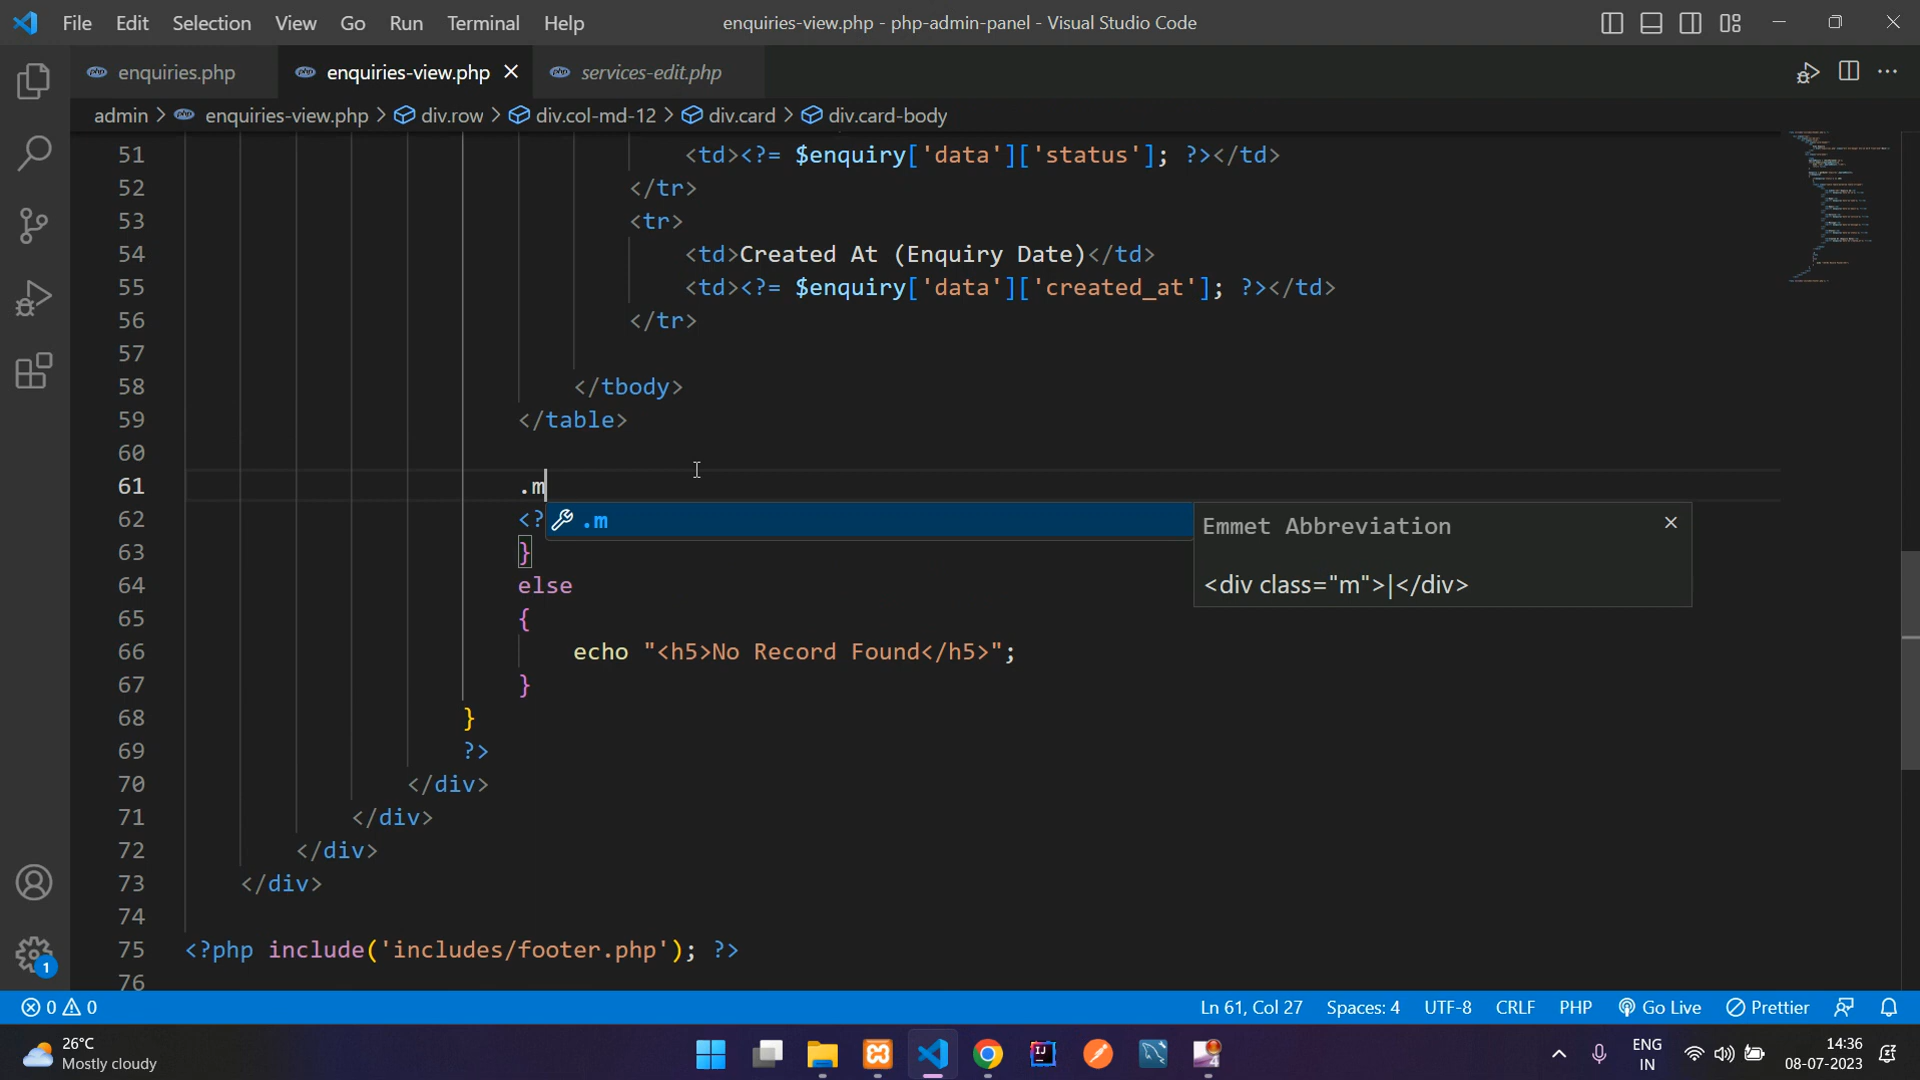 File Edit Selection View Go Run Terminal Help
enquiries-view.php - php-admin-panel - Visual Studio Code
enquiries.php enquiries-view.php services-edit.php
admin > enquiries-view.php > div.row > div.col-md-12 > div.card > div.card-body
51 <td><?= $enquiry['data']['status']; ?></td>
52 </tr>
53 <tr>
54 <td>Created At (Enquiry Date)</td>
55 <td><?= $enquiry['data']['created_at']; ?></td>
56 </tr>
57
58 </tbody>
59 </table>
60
61 .m
62 <? .m
Emmet Abbreviation
<div class="m">|</div>
63 }
64 else
65 {
66 echo "<h5>No Record Found</h5>";
67 }
68 }
69 ?>
70 </div>
71 </div>
72 </div>
73 </div>
74
75 <?php include('includes/footer.php'); ?>
76
1
0 0 Ln 61, Col 27 Spaces: 4 UTF-8 CRLF PHP Go Live Prettier
26°C
Mostly cloudy
IJ
4
ENG
IN
14:36
08-07-2023